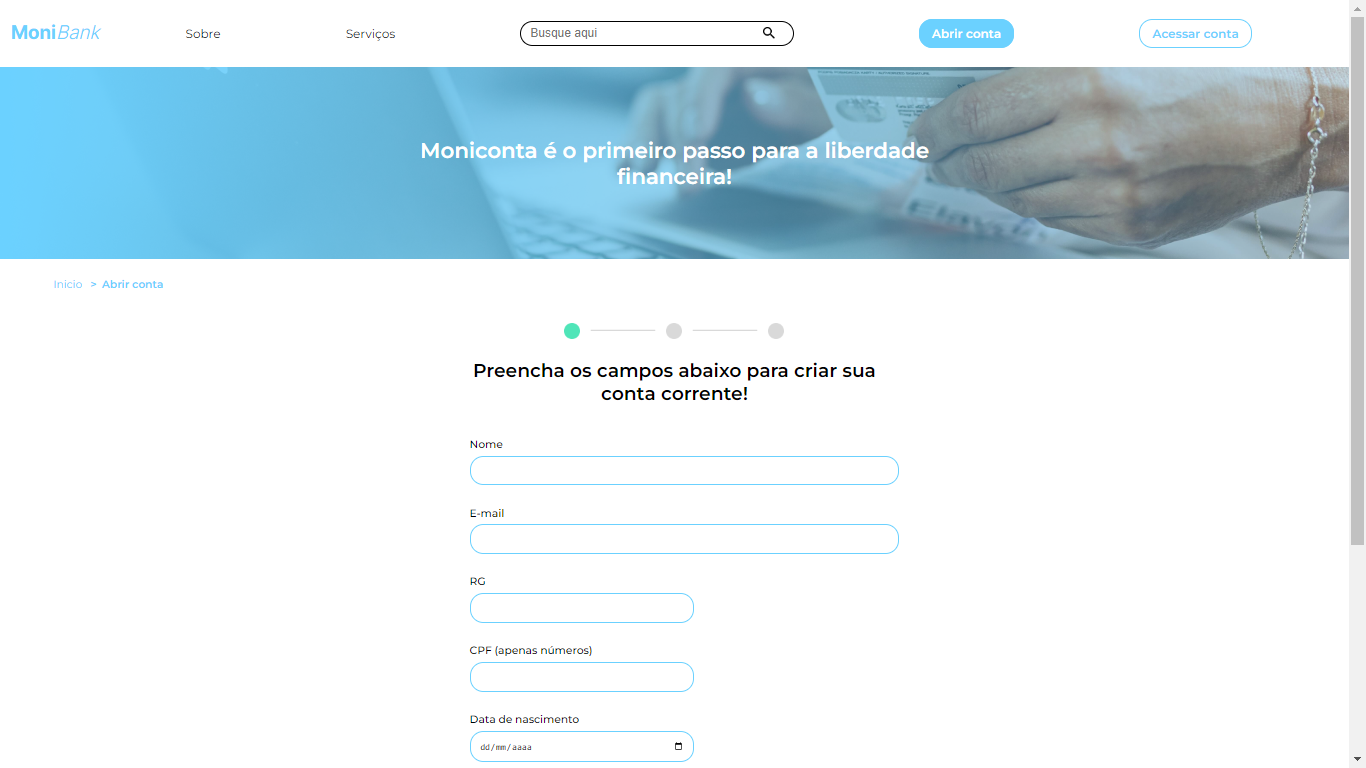 MoniBank
Sobre
Serviços
Busque aqui
Abrir conta
Acessar conta
Moniconta é o primeiro passo para a liberdade
financeira!
Inicio > Abrir conta
Preencha os campos abaixo para criar sua
conta corrente!
Nome
E-mail
RG
CPF (apenas números)
Data de nascimento
dd/mm/aaaa